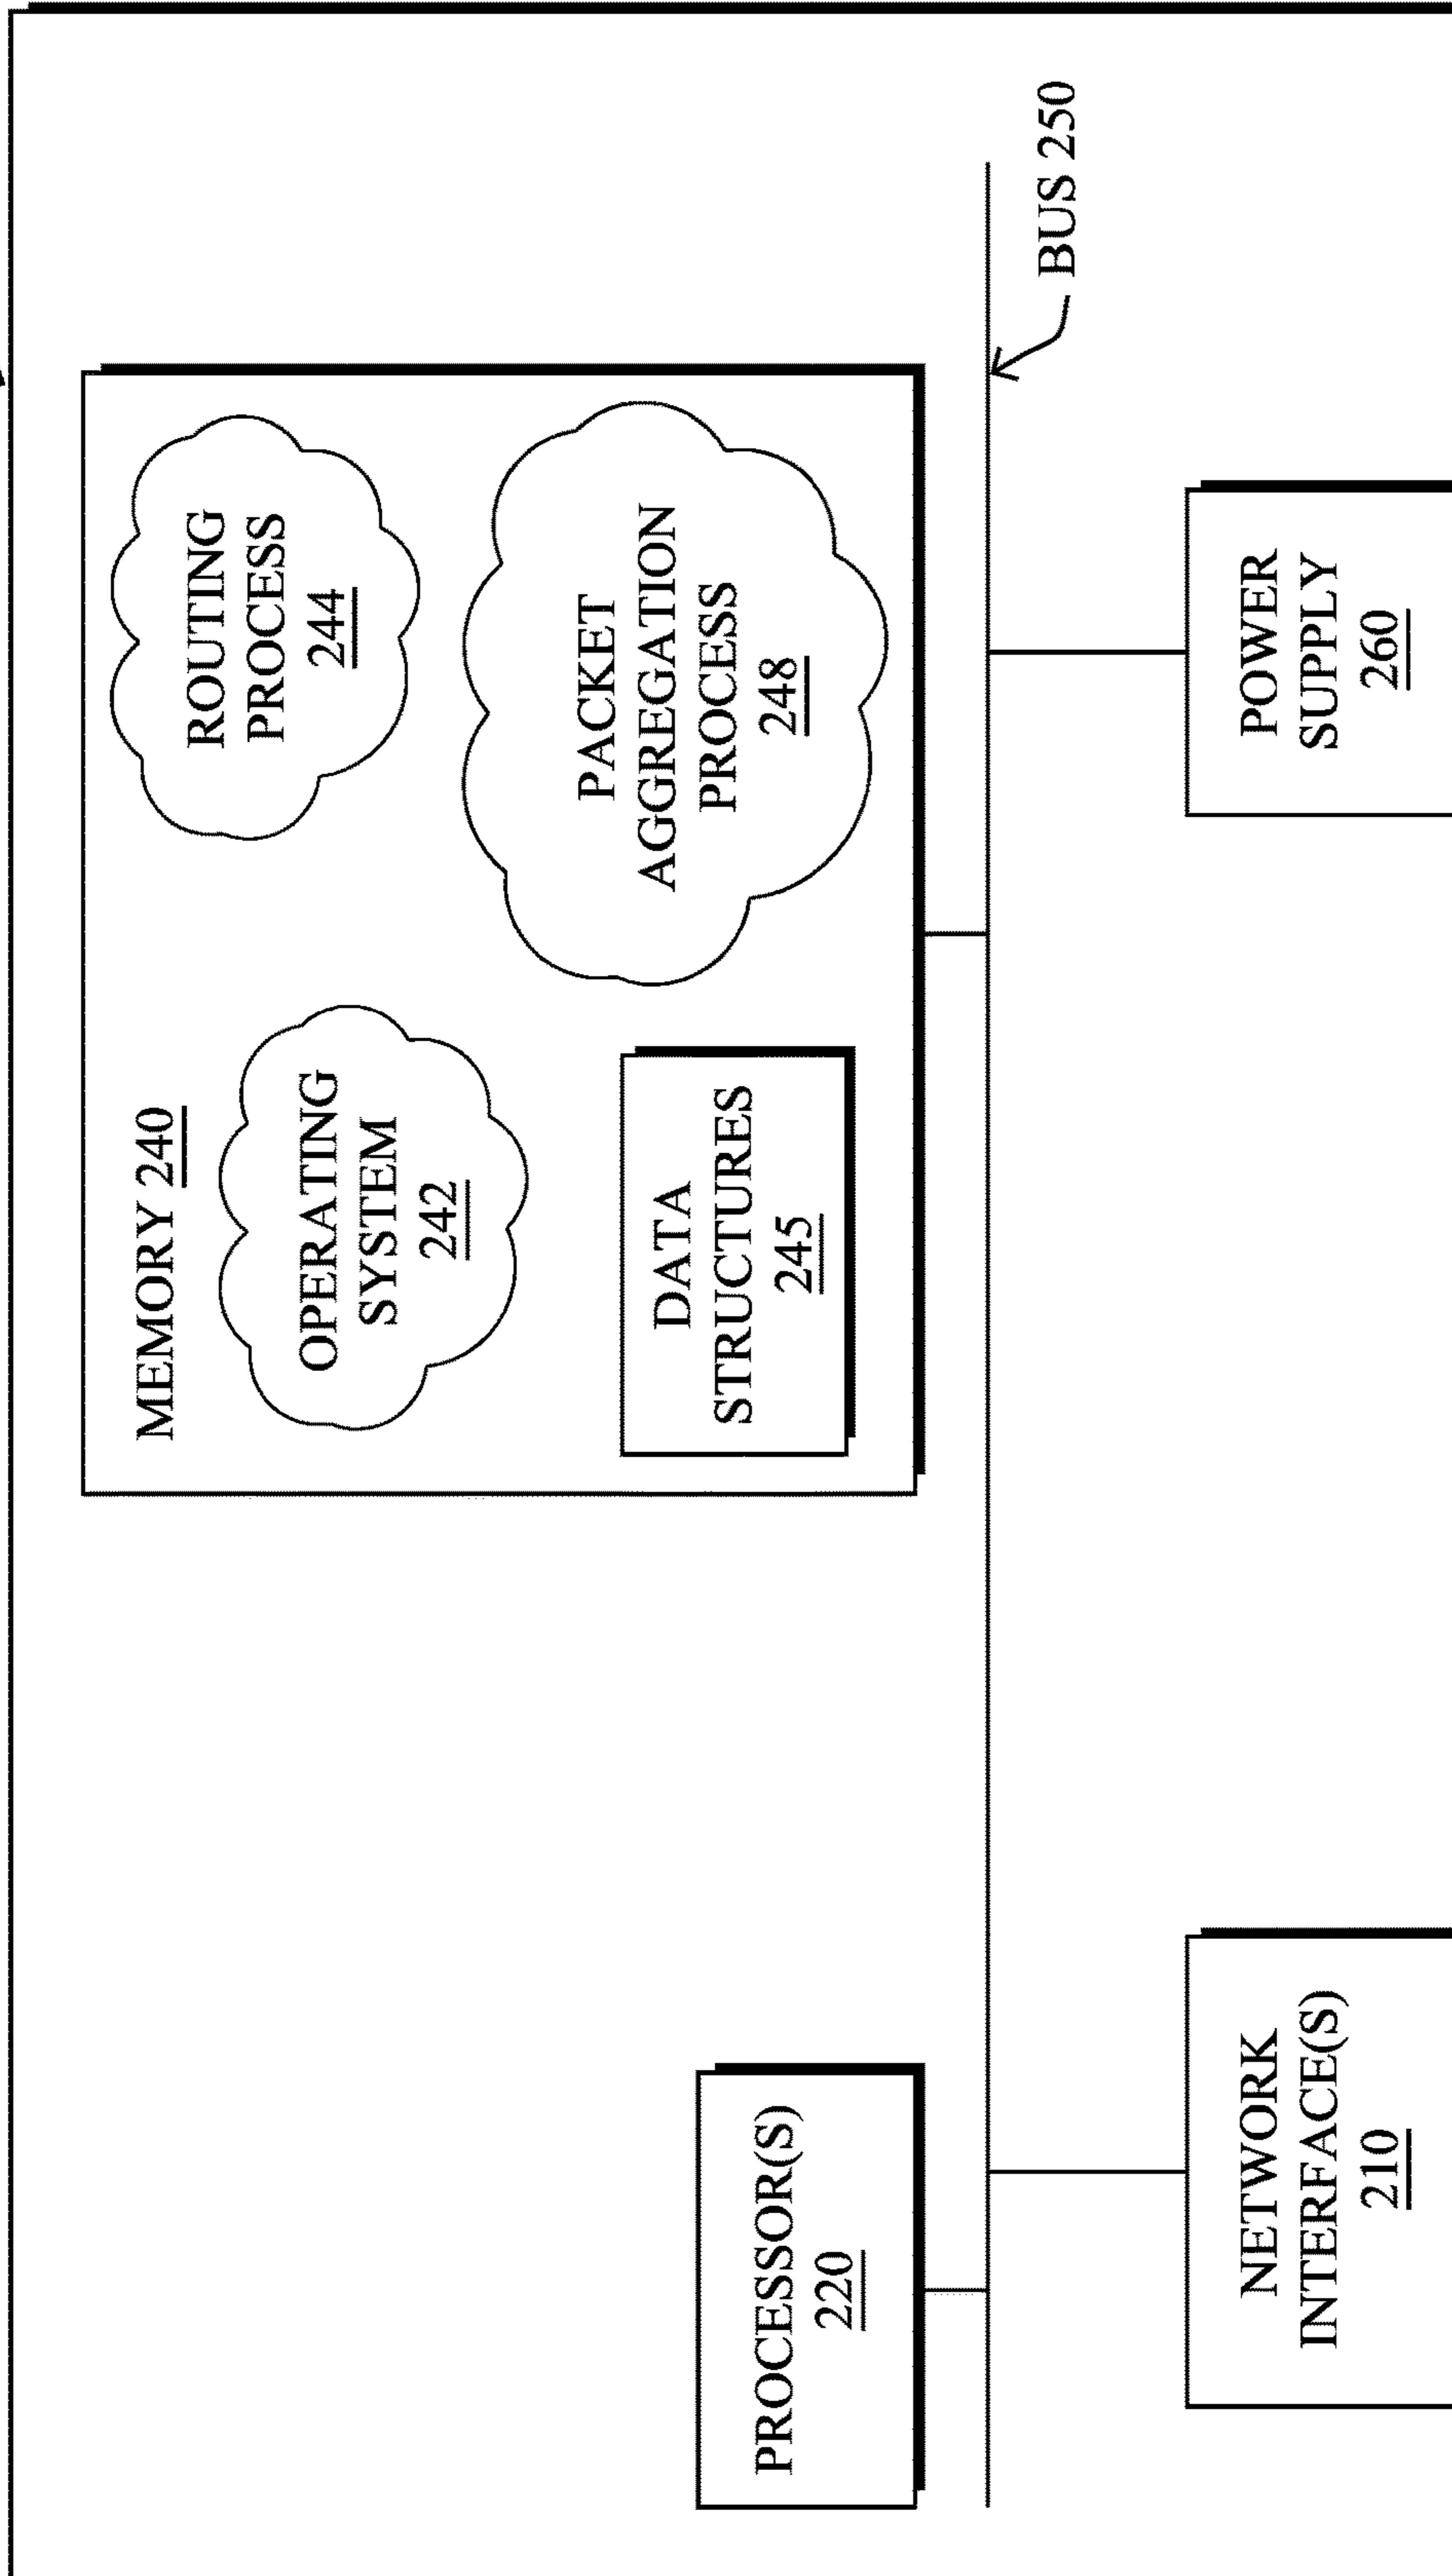 MEMORY 240
OPERATING
SYSTEM
242
ROUTING
PROCESS
244
DATA
STRUCTURES
245
PACKET
AGGREGATION
PROCESS
248
PROCESSOR(S)
220
BUS 250
NETWORK
INTERFACE(S)
210
POWER
SUPPLY
260